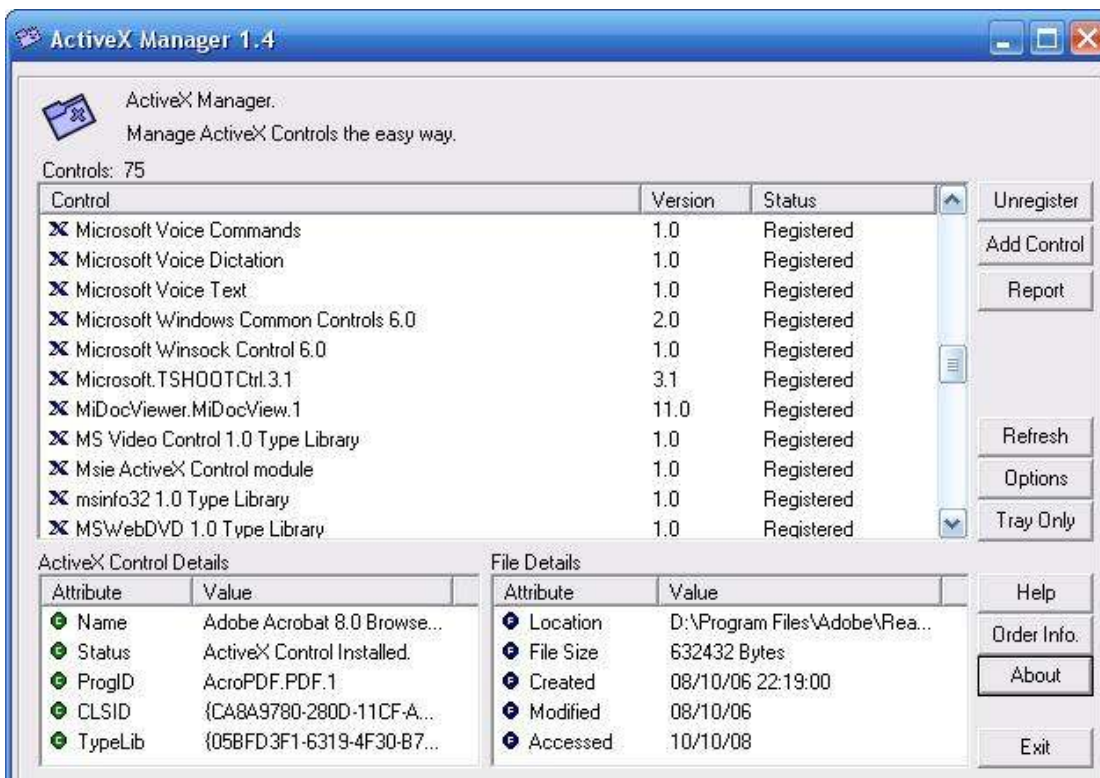 ActiveX Manager 1.4
ActiveX Manager.
Manage ActiveX Controls the easy way.
Controls: 75
Control Version Status
Microsoft Voice Commands 1.0 Registered
Microsoft Voice Dictation 1.0 Registered
Microsoft Voice Text 1.0 Registered
Microsoft Windows Common Controls 6.0 2.0 Registered
Microsoft Winsock Control 6.0 1.0 Registered
Microsoft.TSHOOTCtrl.3.1 3.1 Registered
MiDocViewer.MiDocView.1 11.0 Registered
MS Video Control 1.0 Type Library 1.0 Registered
Msie ActiveX Control module 1.0 Registered
msinfo32 1.0 Type Library 1.0 Registered
MSWebDVD 1.0 Type Library 1.0 Registered
Unregister
Add Control
Report
Refresh
Options
Tray Only
ActiveX Control Details
Attribute Value
Name Adobe Acrobat 8.0 Browse...
Status ActiveX Control Installed.
ProgID AcroPDF.PDF.1
CLSID {CA8A9780-280D-11CF-A...
TypeLib {05BFD3F1-6319-4F30-B7...
File Details
Attribute Value
Location D:\Program Files\Adobe\Rea...
File Size 632432 Bytes
Created 08/10/06 22:19:00
Modified 08/10/06
Accessed 10/10/08
Help
Order Info.
About
Exit